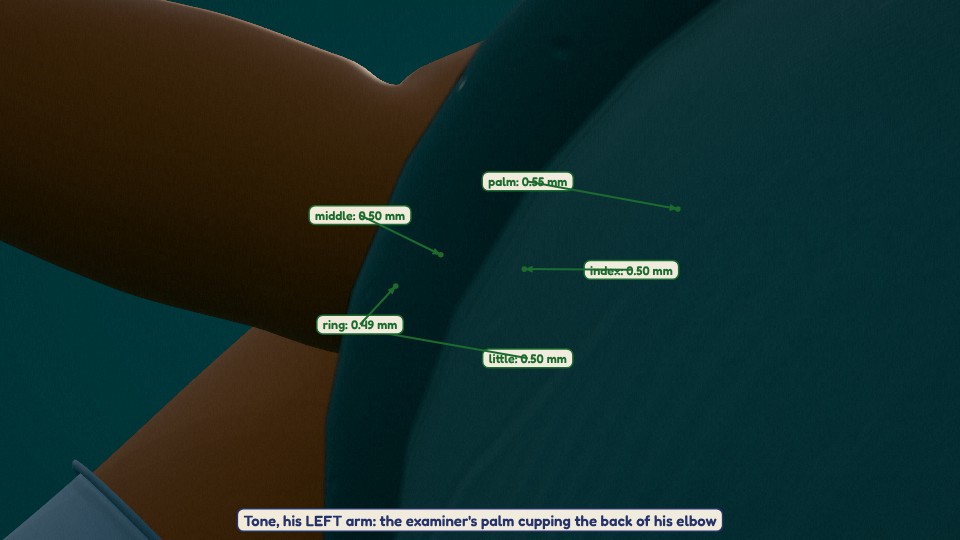 palm: 0.55 mm
middle: 0.50 mm
index: 0.50 mm
ring: 0.49 mm
little: 0.50 mm
Tone, his LEFT arm: the examiner's palm cupping the back of his elbow